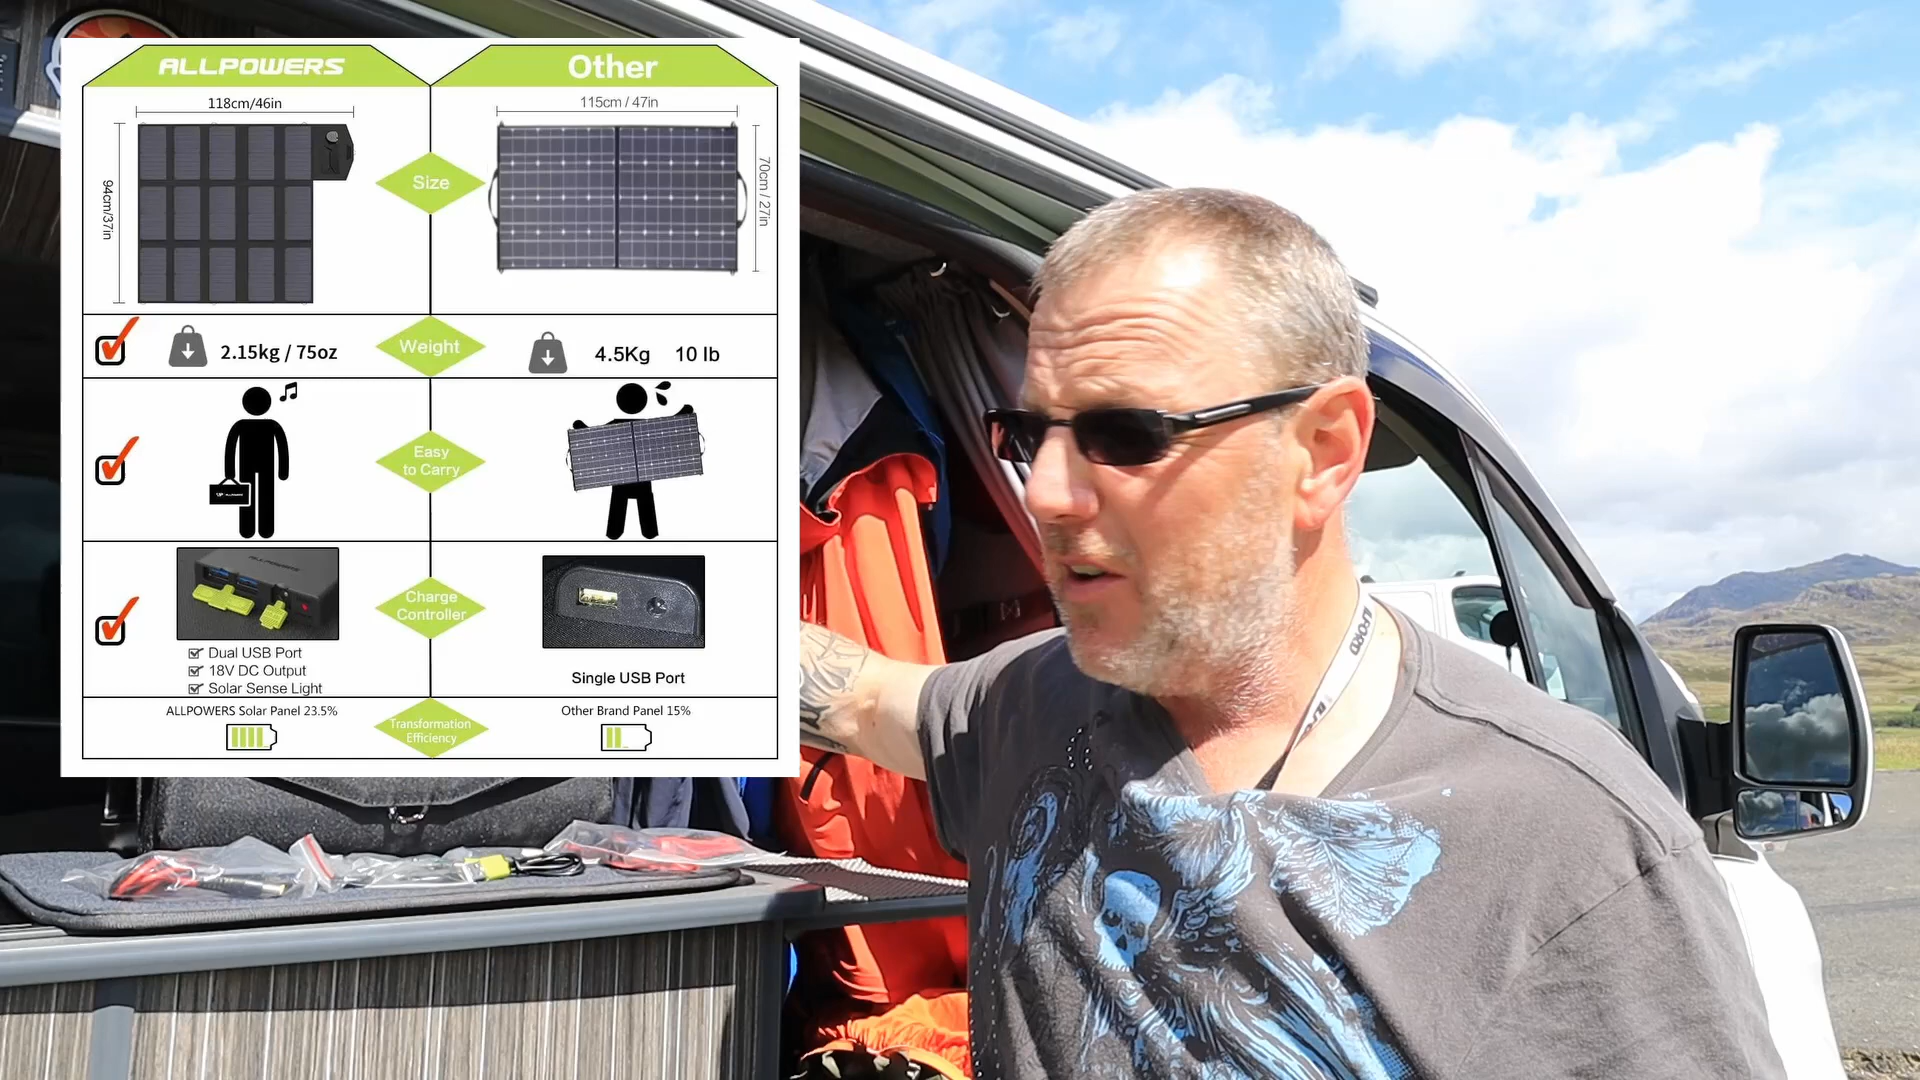 ALLPOWERS
Other
118cm/46in
115cm / 47in
94cm/37in
Size
70cm / 27in
2.15kg / 75oz
Weight
4.5Kg 10 lb
Easy
to Carry
ALLPOWERS
Charge
Controller
Dual USB Port
18V DC Output
Solar Sense Light
Single USB Port
ALLPOWERS Solar Panel 23.5%
Transformation
Efficiency
Other Brand Panel 15%